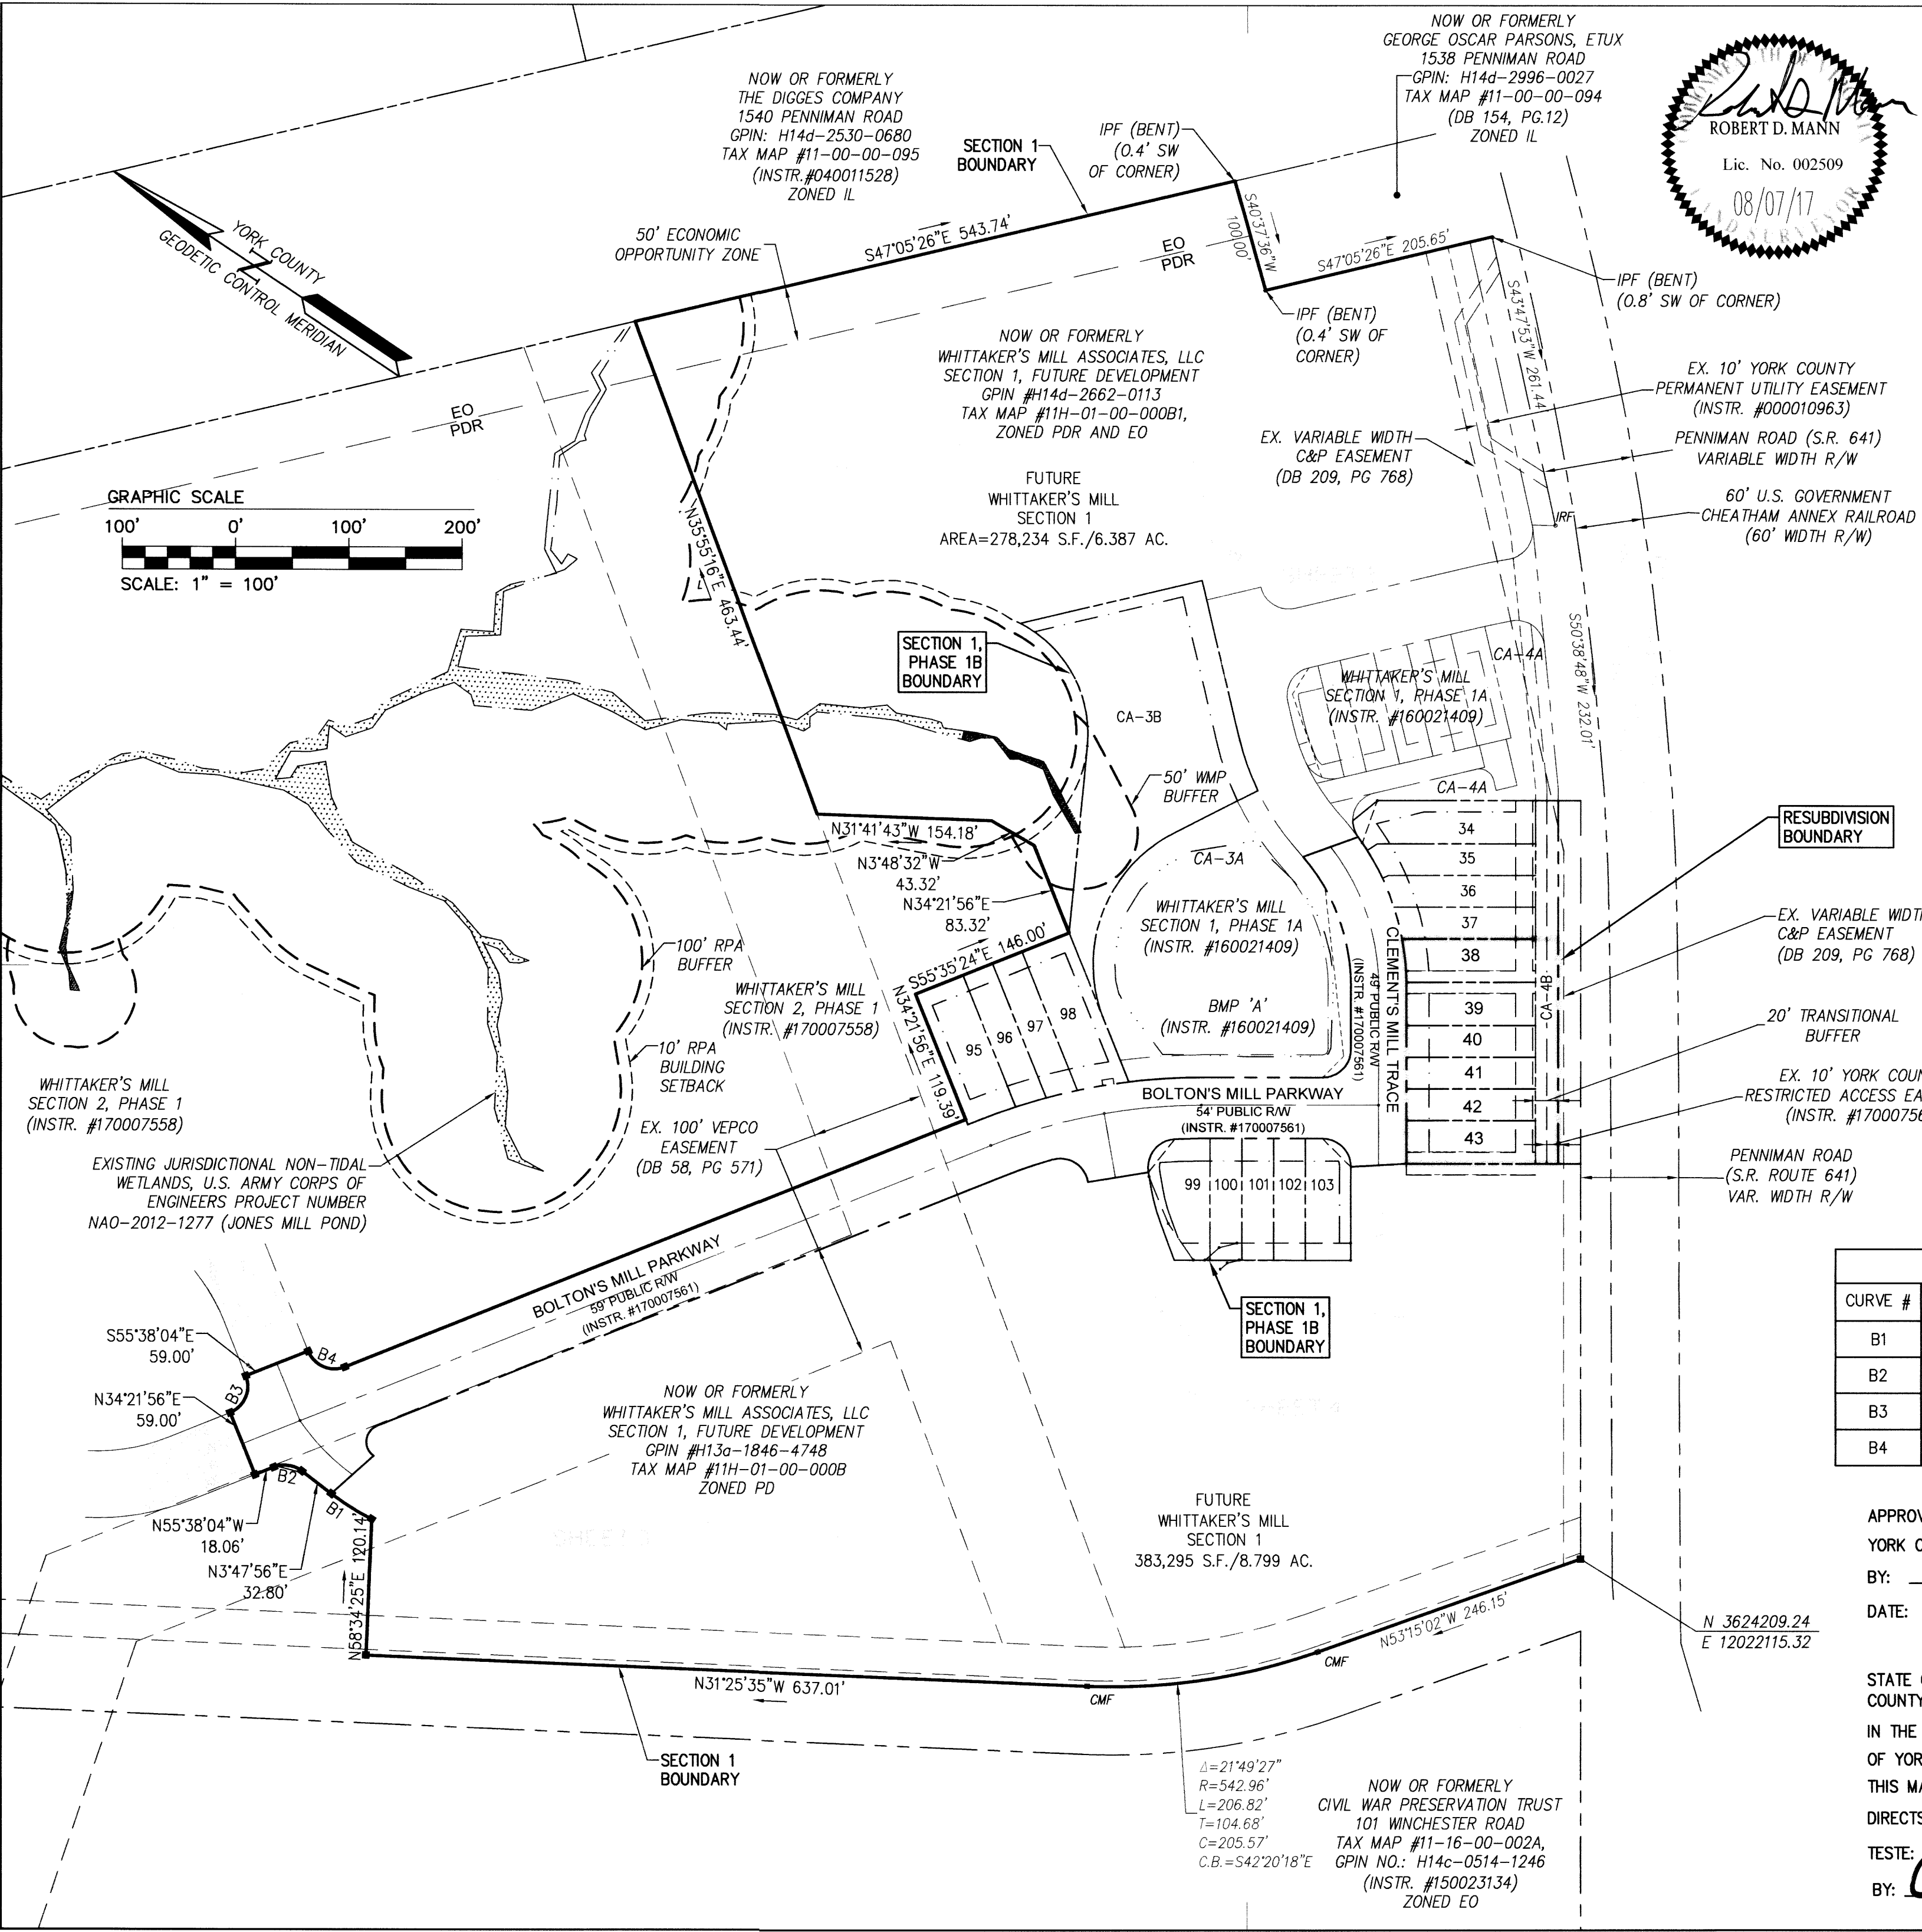 NOW OR FORMERLY
GEORGE OSCAR PARSONS, ETUX
1538 PENNIMAN ROAD
GPIN: H14d-2996-0027
TAX MAP #11-00-00-094
(DB 154, PG.12)
ZONED IL
ROBERT D. MANN
Lic. No. 002509
08/07/17
LAND SURVEYOR
NOW OR FORMERLY
THE DIGGES COMPANY
1540 PENNIMAN ROAD
GPIN: H14d-2530-0680
TAX MAP #11-00-00-095
(INSTR.#040011528)
ZONED IL
SECTION 1
BOUNDARY
IPF (BENT)
(0.4' SW
OF CORNER)
YORK COUNTY
GEODETIC CONTROL MERIDIAN
50' ECONOMIC
OPPORTUNITY ZONE
S47°05'26"E 543.74'
S40°37'36"W
100.00'
EO
PDR
S47°05'26"E 205.65'
IPF (BENT)
(0.8' SW OF CORNER)
IPF (BENT)
(0.4' SW OF
CORNER)
S43°47'53"W 261.44'
NOW OR FORMERLY
WHITTAKER'S MILL ASSOCIATES, LLC
SECTION 1, FUTURE DEVELOPMENT
GPIN #H14d-2662-0113
TAX MAP #11H-01-00-000B1,
ZONED PDR AND EO
EX. 10' YORK COUNTY
PERMANENT UTILITY EASEMENT
(INSTR. #000010963)
EO
PDR
EX. VARIABLE WIDTH
C&P EASEMENT
(DB 209, PG 768)
PENNIMAN ROAD (S.R. 641)
VARIABLE WIDTH R/W
FUTURE
WHITTAKER'S MILL
SECTION 1
AREA=278,234 S.F./6.387 AC.
60' U.S. GOVERNMENT
CHEATHAM ANNEX RAILROAD
(60' WIDTH R/W)
IRF
GRAPHIC SCALE
100' 0' 100' 200'
SCALE: 1" = 100'
N35°55'16"E 463.44'
SECTION 1,
PHASE 1B
BOUNDARY
S50°38'48"W 232.01'
CA-4A
WHITTAKER'S MILL
SECTION 1, PHASE 1A
(INSTR. #160021409)
CA-3B
50' WMP
BUFFER
CA-4A
N31°41'43"W 154.18'
N3°48'32"W
43.32'
N34°21'56"E
83.32'
CA-3A
RESUBDIVISION
BOUNDARY
34
35
36
37
38
39
40
41
42
43
WHITTAKER'S MILL
SECTION 1, PHASE 1A
(INSTR. #160021409)
BMP 'A'
(INSTR. #160021409)
CLEMENT'S MILL TRACE
49' PUBLIC R/W
(INSTR. #170007561)
CA-4B
EX. VARIABLE WIDT
C&P EASEMENT
(DB 209, PG 768)
100' RPA
BUFFER
S55°35'24"E 146.00'
WHITTAKER'S MILL
SECTION 2, PHASE 1
(INSTR. #170007558)
N34°21'56"E 119.39'
95
96
97
98
20' TRANSITIONAL
BUFFER
10' RPA
BUILDING
SETBACK
EX. 10' YORK COUN
RESTRICTED ACCESS EA
(INSTR. #17000756
WHITTAKER'S MILL
SECTION 2, PHASE 1
(INSTR. #170007558)
BOLTON'S MILL PARKWAY
54' PUBLIC R/W
(INSTR. #170007561)
EX. 100' VEPCO
EASEMENT
(DB 58, PG 571)
EXISTING JURISDICTIONAL NON-TIDAL
WETLANDS, U.S. ARMY CORPS OF
ENGINEERS PROJECT NUMBER
NAO-2012-1277 (JONES MILL POND)
PENNIMAN ROAD
(S.R. ROUTE 641)
VAR. WIDTH R/W
99 100 101 102 103
BOLTON'S MILL PARKWAY
59' PUBLIC R/W
(INSTR. #170007561)
SECTION 1,
PHASE 1B
BOUNDARY
CURVE #
B1
B2
B3
B4
S55°38'04"E
59.00'
B4
B3
N34°21'56"E
59.00'
NOW OR FORMERLY
WHITTAKER'S MILL ASSOCIATES, LLC
SECTION 1, FUTURE DEVELOPMENT
GPIN #H13a-1846-4748
TAX MAP #11H-01-00-000B
ZONED PD
B2
B1
N55°38'04"W
18.06'
N3°47'56"E
32.80'
N58°34'25"E 120.14'
FUTURE
WHITTAKER'S MILL
SECTION 1
383,295 S.F./8.799 AC.
APPROV
YORK C
BY:
DATE:
N 3624209.24
E 12022115.32
N53°15'02"W 246.15'
CMF
N31°25'35"W 637.01'
CMF
STATE
COUNTY
IN THE
OF YOR
THIS MA
DIRECTS
TESTE:
BY:
SECTION 1
BOUNDARY
Δ=21°49'27"
R=542.96'
L=206.82'
T=104.68'
C=205.57'
C.B.=S42°20'18"E
NOW OR FORMERLY
CIVIL WAR PRESERVATION TRUST
101 WINCHESTER ROAD
TAX MAP #11-16-00-002A,
GPIN NO.: H14c-0514-1246
(INSTR. #150023134)
ZONED EO